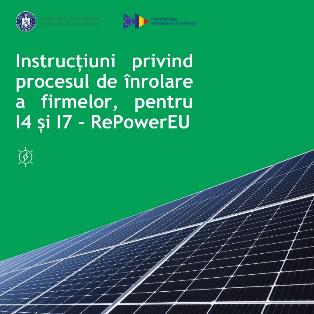 Instrucțiuni privind
procesul de înrolare
a firmelor, pentru
I4 și I7 - RePowerEU